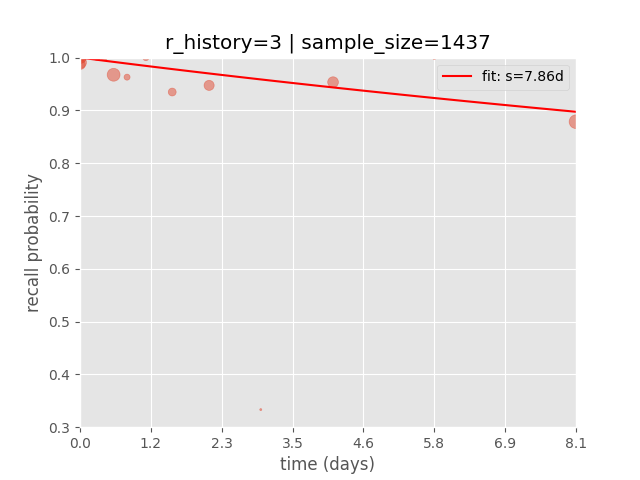 r_history=3 | sample_size=1437
fit: s=7.86d
1.0
0.9
0.8
0.7
0.6
0.5
0.4
0.3
recall probability
0.0 1.2 2.3 3.5 4.6 5.8 6.9 8.1
time (days)